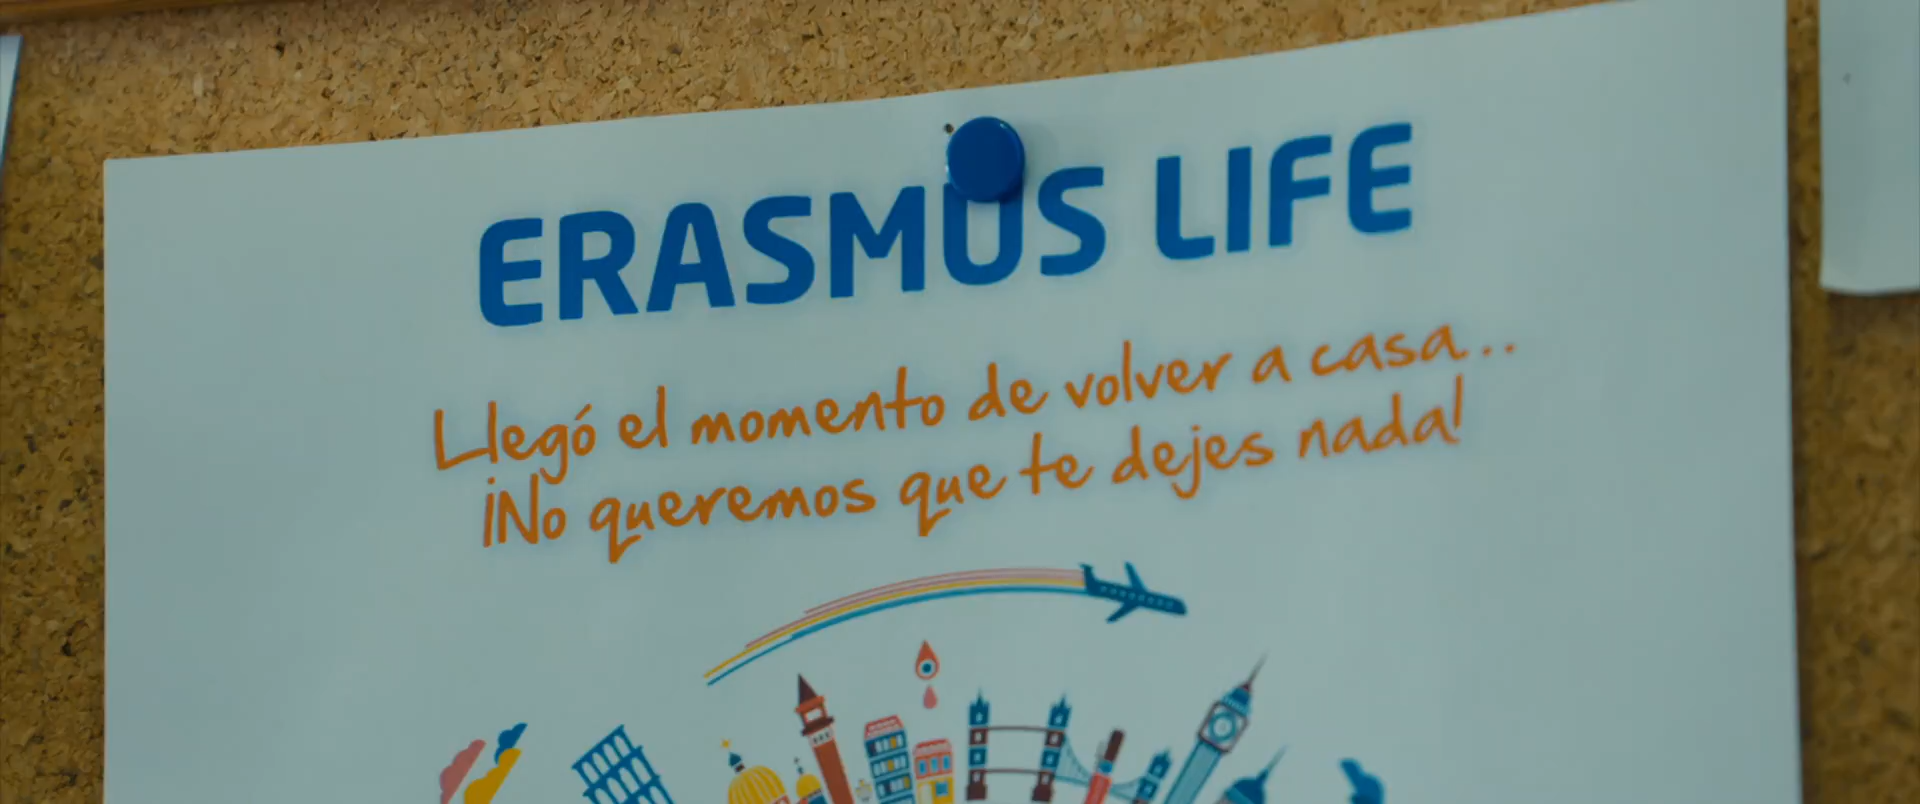 ERASMUS LIFE
Llegó el momento de volver a casa...
¡No queremos que te dejes nada!